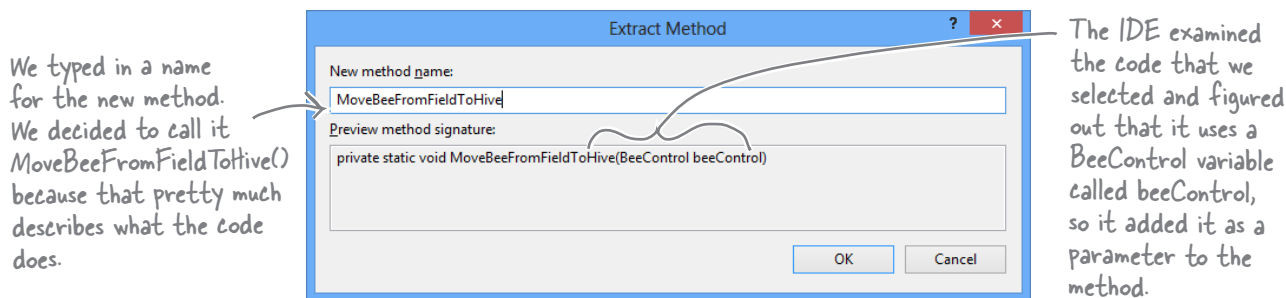 We typed in a name
for the new method.
We decided to call it
MoveBeeFromFieldToHive()
because that pretty much
describes what the code
does.
Extract Method
?
×
New method name:
MoveBeeFromFieldToHive
Preview method signature:
private static void MoveBeeFromFieldToHive(BeeControl beeControl)
OK
Cancel
The IDE examined
the code that we
selected and figured
out that it uses a
BeeControl variable
called beeControl,
so it added it as a
parameter to the
method.